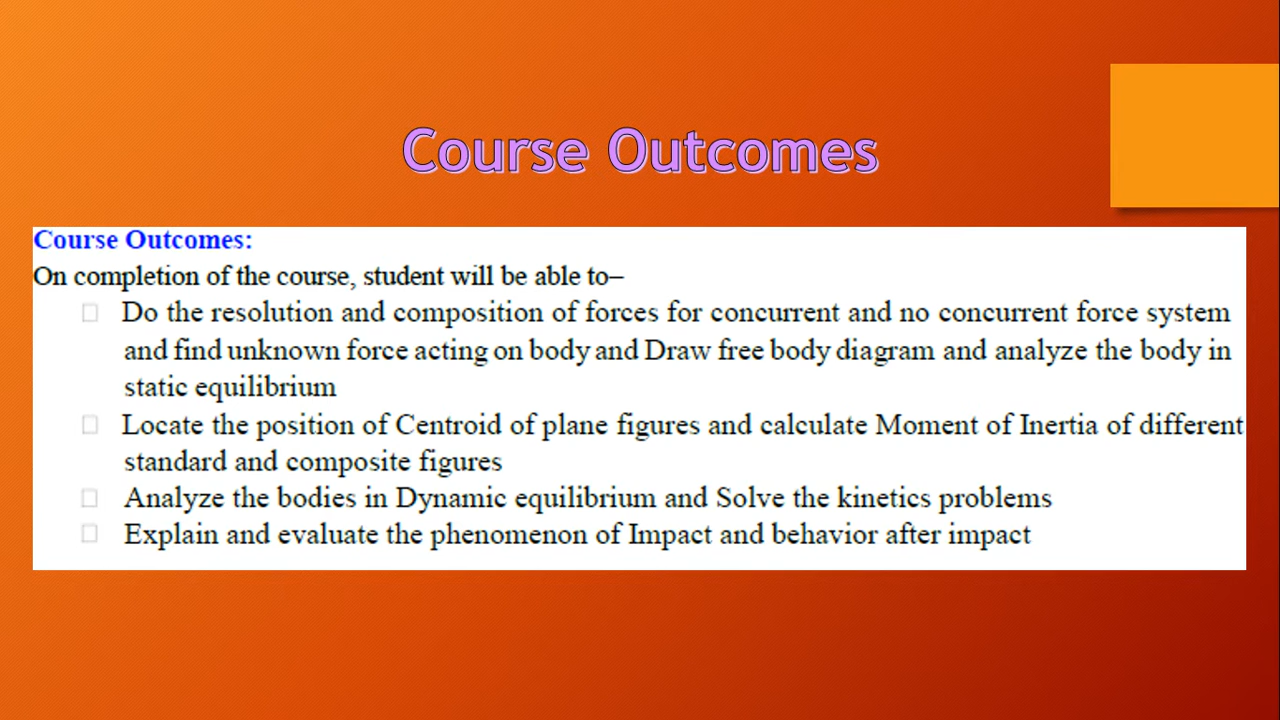 Course Outcomes
Course Outcomes:
On completion of the course, student will be able to–
Do the resolution and composition of forces for concurrent and no concurrent force system
and find unknown force acting on body and Draw free body diagram and analyze the body in
static equilibrium
Locate the position of Centroid of plane figures and calculate Moment of Inertia of different
standard and composite figures
Analyze the bodies in Dynamic equilibrium and Solve the kinetics problems
Explain and evaluate the phenomenon of Impact and behavior after impact